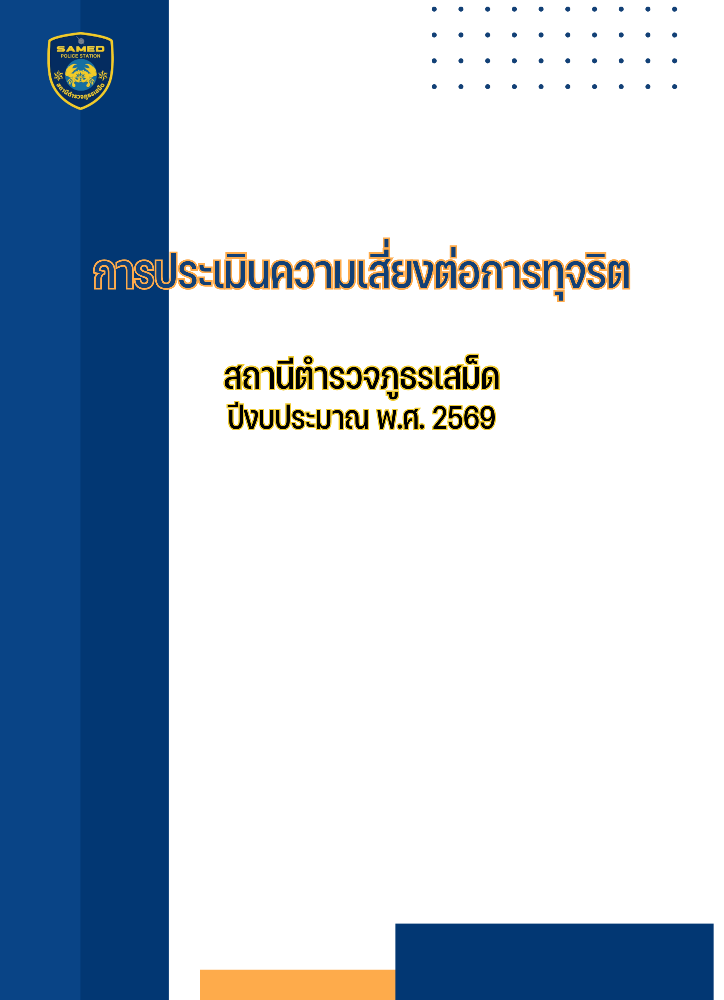 SAMED
POLICE STATION
สถานีตำรวจภูธรเสม็ด
การประเมินความเสี่ยงต่อการทุจริต
สถานีตำรวจภูธรเสม็ด
ปีงบประมาณ พ.ศ. 2569